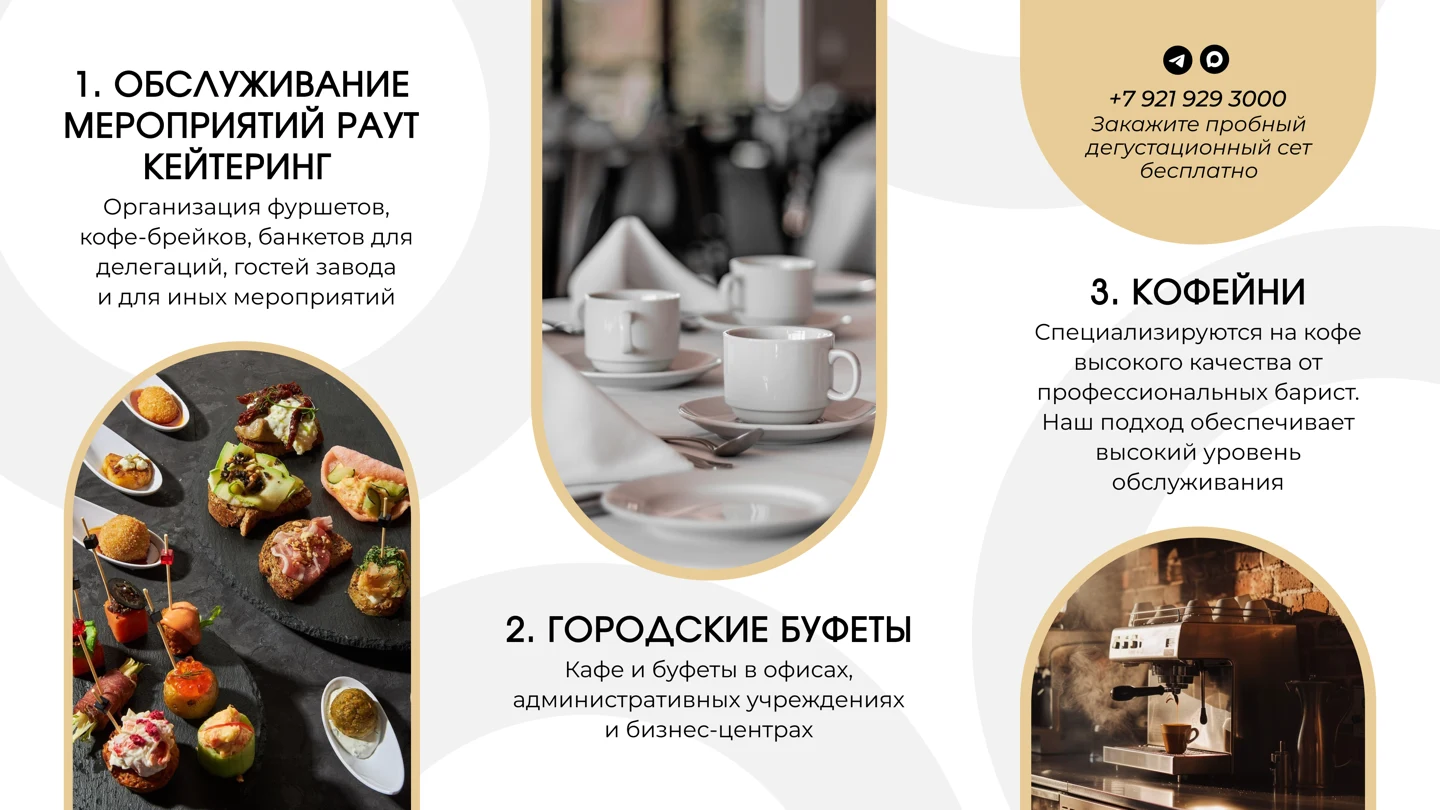 1. ОБСЛУЖИВАНИЕ
МЕРОПРИЯТИЙ РАУТ
КЕЙТЕРИНГ
Организация фуршетов,
кофе-брейков, банкетов для
делегаций, гостей завода
и для иных мероприятий
2. ГОРОДСКИЕ БУФЕТЫ
Кафе и буфеты в офисах,
административных учреждениях
и бизнес-центрах
+7 921 929 3000
Закажите пробный
дегустационный сет
бесплатно
3. КОФЕЙНИ
Специализируются на кофе
высокого качества от
профессиональных барист.
Наш подход обеспечивает
высокий уровень
обслуживания